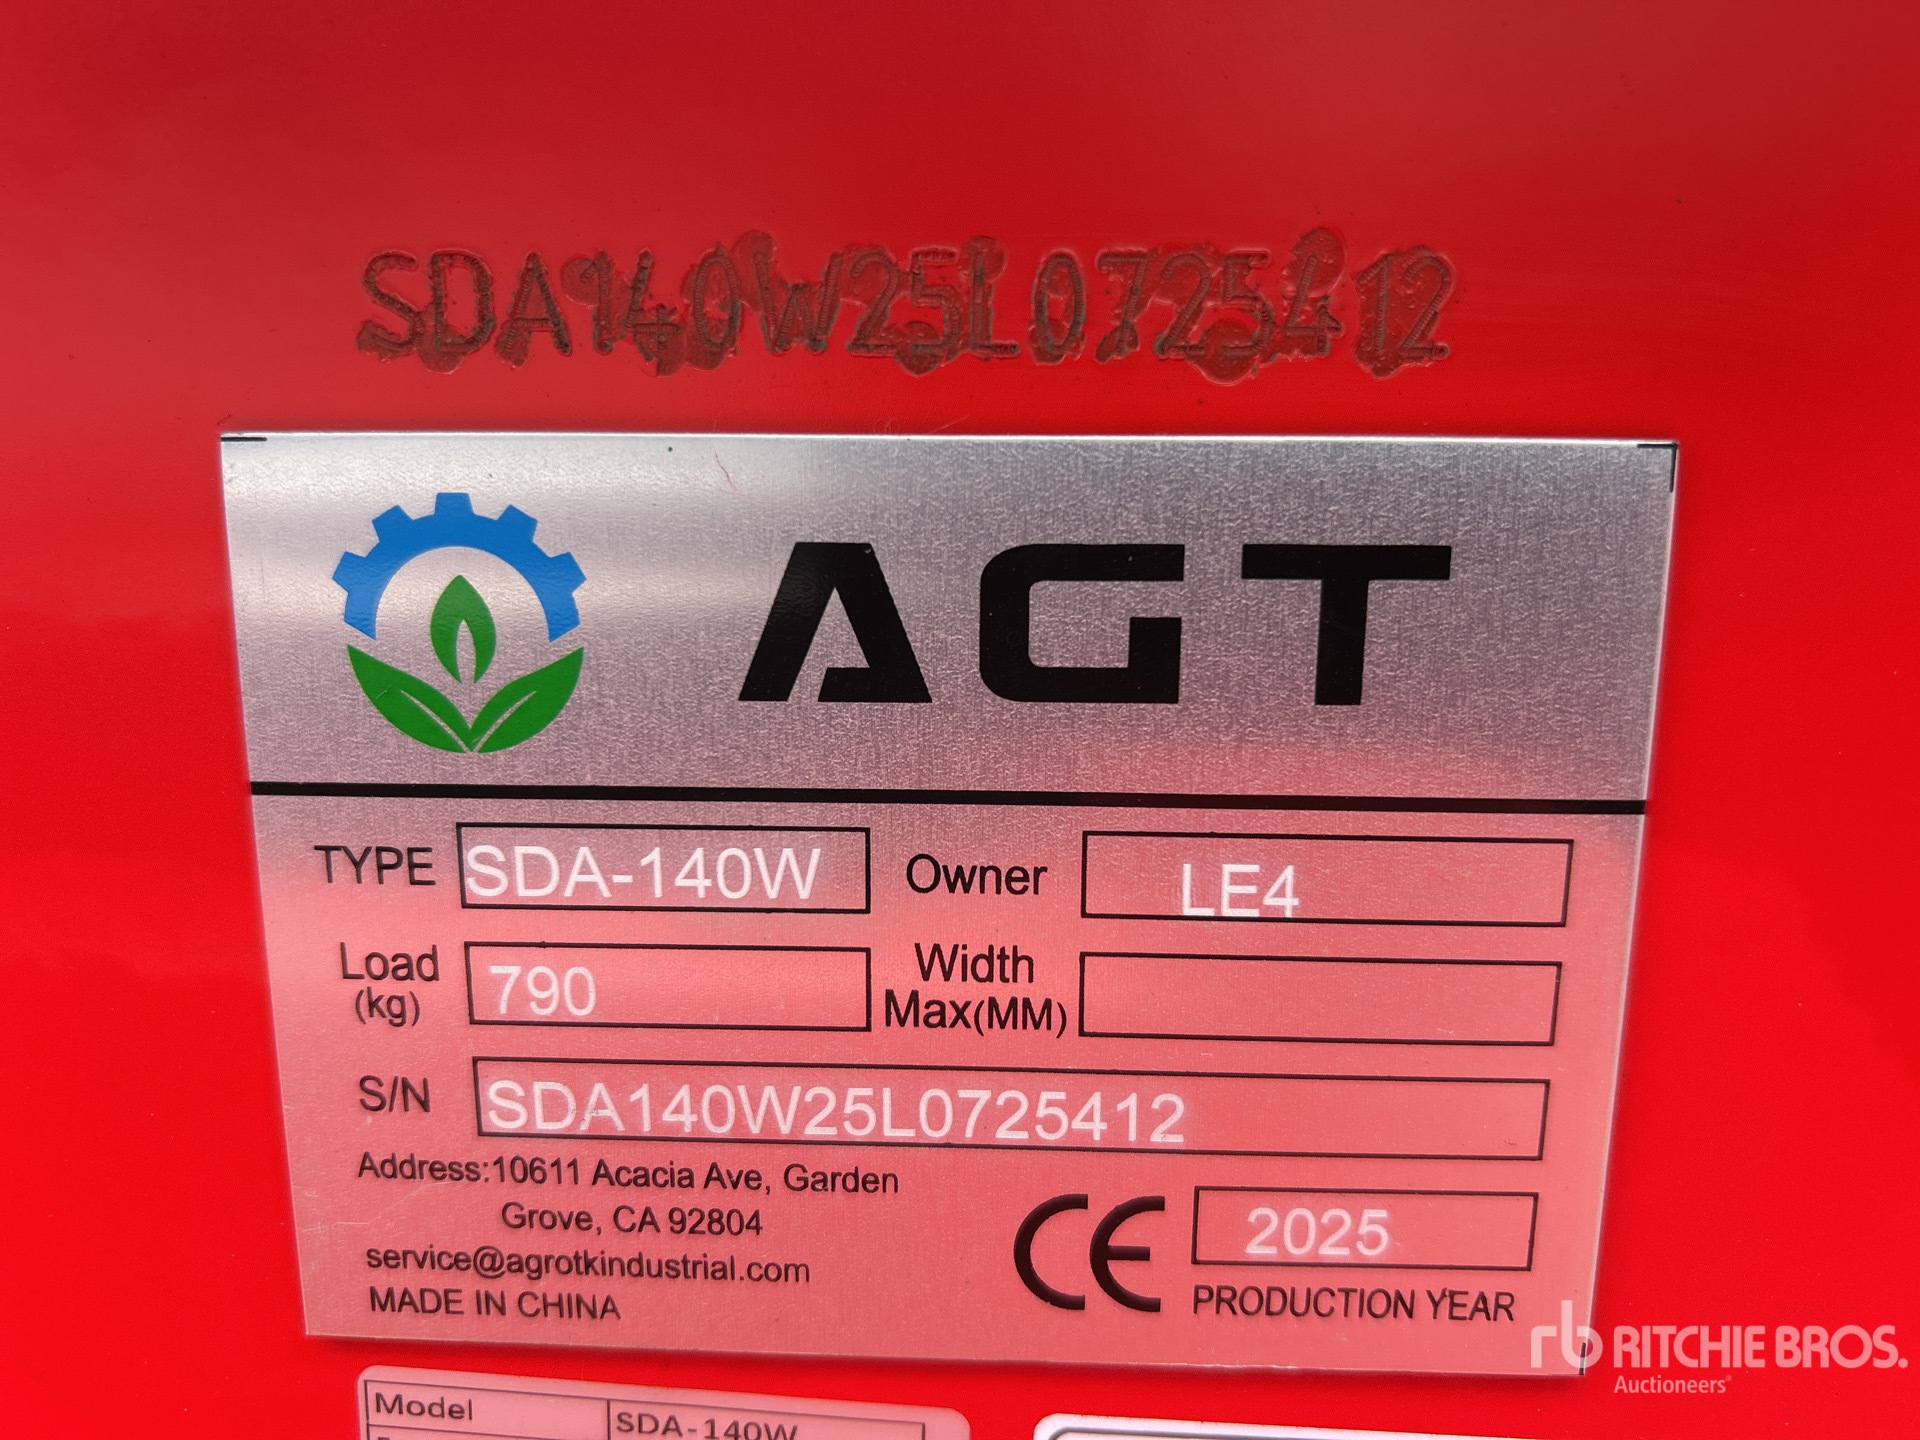 SDA140W25L0725412
AGT
TYPE SDA-140W Owner LE4
Load (kg) 790 Width Max(MM)
S/N SDA140W25L0725412
Address:10611 Acacia Ave, Garden
Grove, CA 92804
service@agrotkindustrial.com
MADE IN CHINA
CE 2025
PRODUCTION YEAR
rb RITCHIE BROS.
Auctioneers
Model SDA-140W